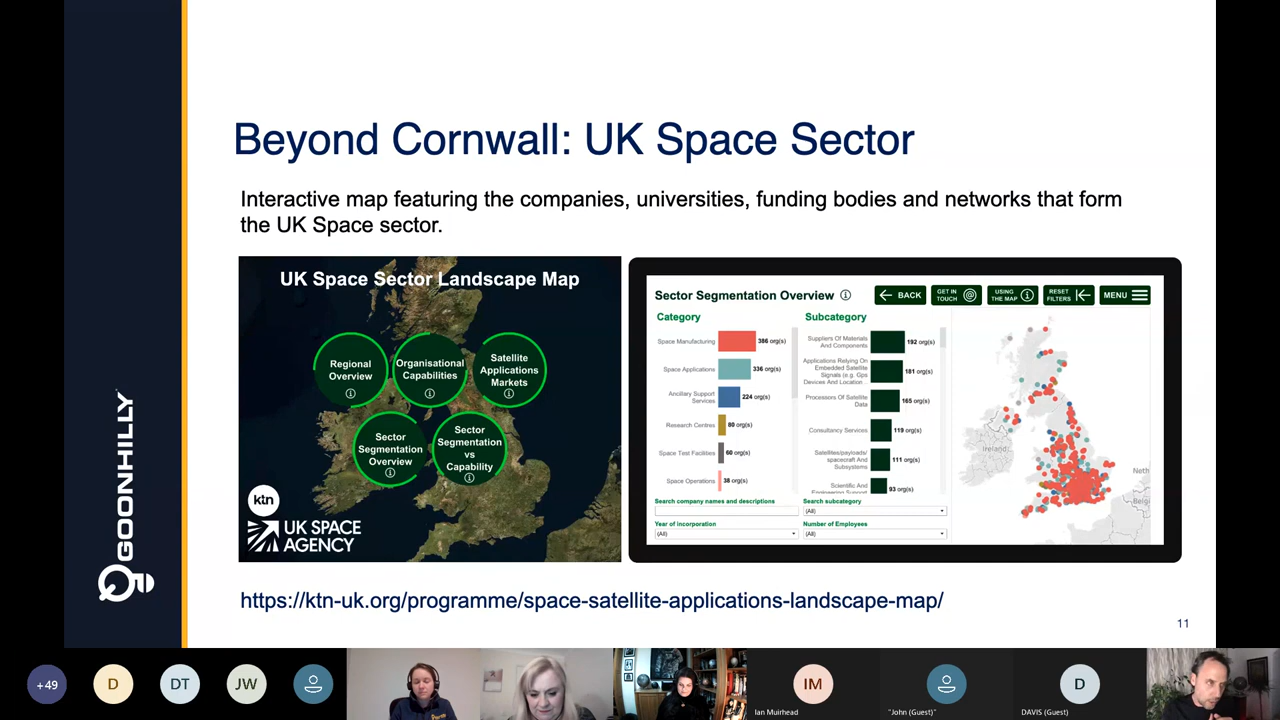 Beyond Cornwall: UK Space Sector
Interactive map featuring the companies, universities, funding bodies and networks that form
the UK Space sector.
UK Space Sector Landscape Map
Regional
Overview
Organisational
Capabilities
Satellite
Applications
Markets
Sector
Segmentation
Overview
Sector
Segmentation
vs
Capability
ktn
UK SPACE
AGENCY
Sector Segmentation Overview
BACK
GET IN
TOUCH
USING
THE MAP
RESET
FILTERS
MENU
Category
Space Manufacturing
386 org(s)
Space Applications
336 org(s)
Ancillary Support
Services
224 org(s)
Research Centres
80 org(s)
Space Test Facilities
60 org(s)
Space Operations
38 org(s)
Subcategory
Suppliers Of Materials
And Components
192 org(s)
Applications Relying On
Embedded Satellite
Signals (e.g. Gps
Devices And Location...
181 org(s)
Processors Of Satellite
Data
165 org(s)
Consultancy Services
119 org(s)
Satellites/payloads/
spacecraft And
Subsystems
111 org(s)
Scientific And
Engineering Support
93 org(s)
Search company names and descriptions
Search subcategory
(All)
Year of incorporation
(All)
Number of Employees
(All)
Ireland
Neth
Belgi
https://ktn-uk.org/programme/space-satellite-applications-landscape-map/
11
GOONHILLY
+49
D
DT
JW
IM
Ian Muirhead
"John (Guest)"
D
DAVIS (Guest)